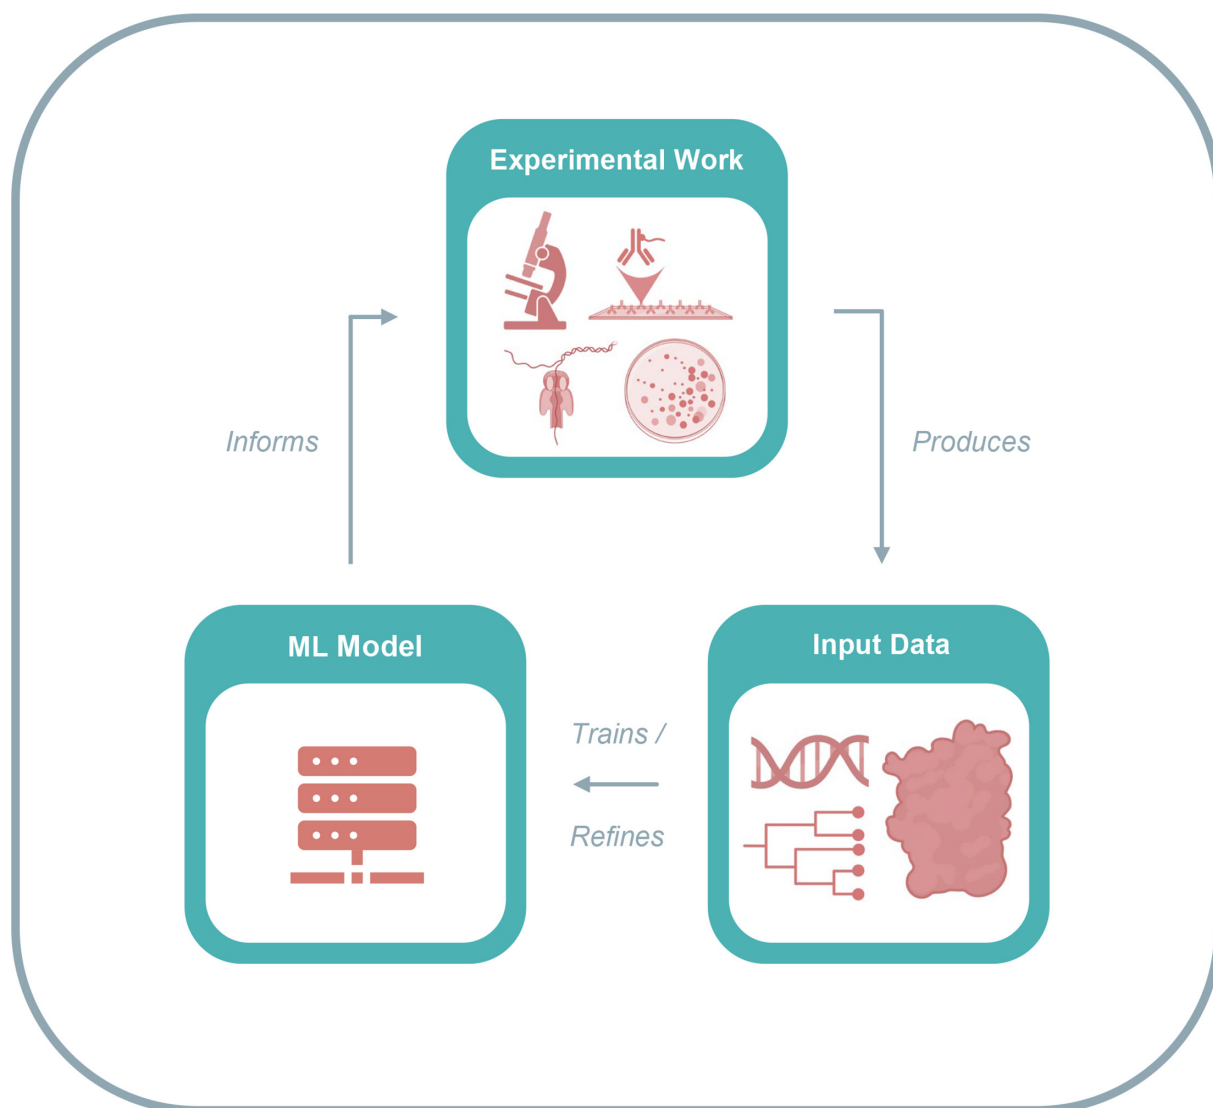 Experimental Work
Informs
Produces
ML Model
Input Data
Trains /
Refines